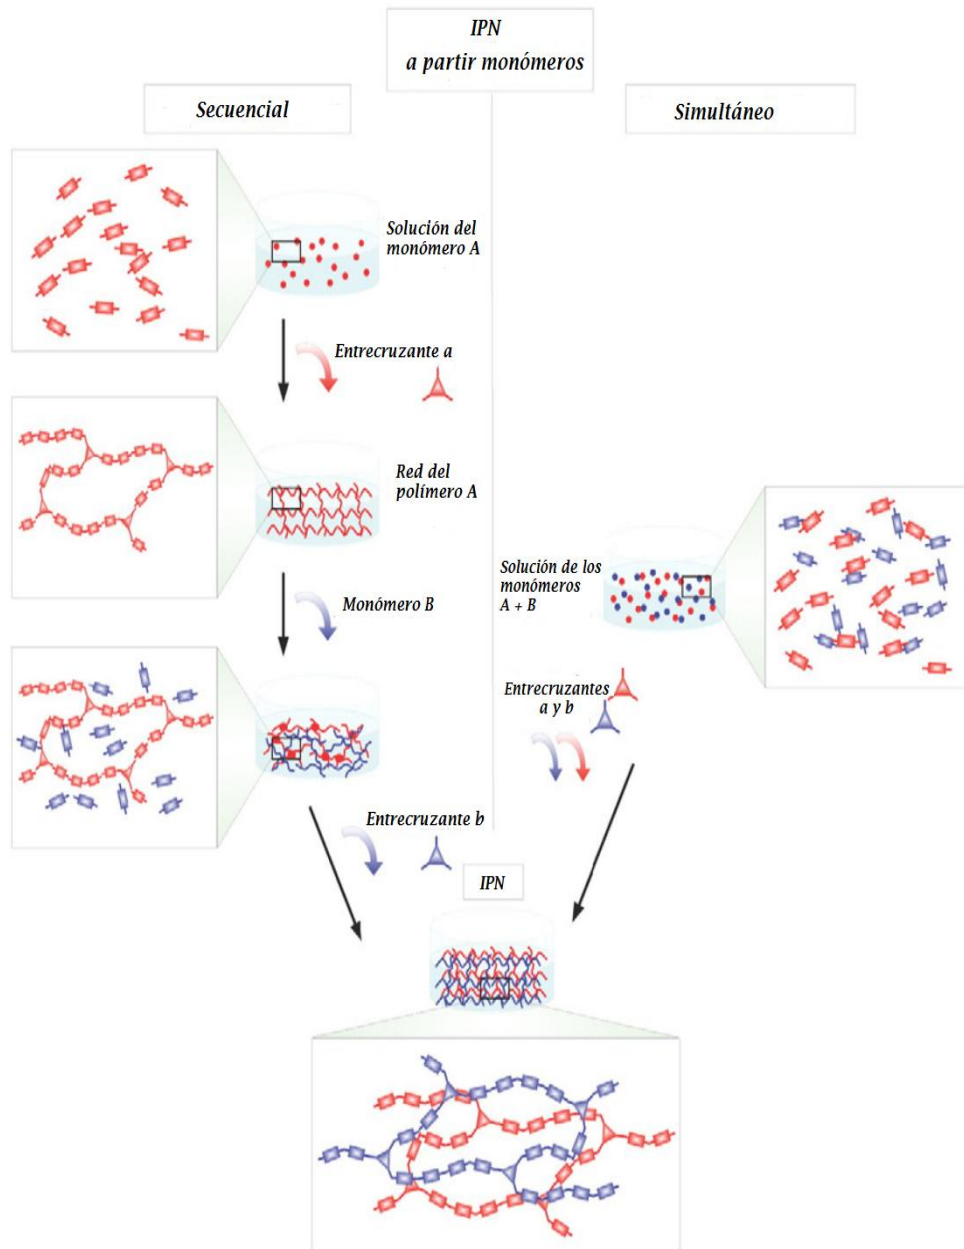 IPN
a partir monómeros
Secuencial
Simultáneo
Solución del
monómero A
Entrecruzante a
Red del
polímero A
Monómero B
Entrecruzante b
Solución de los
monómeros
A + B
Entrecruzantes
a y b
IPN